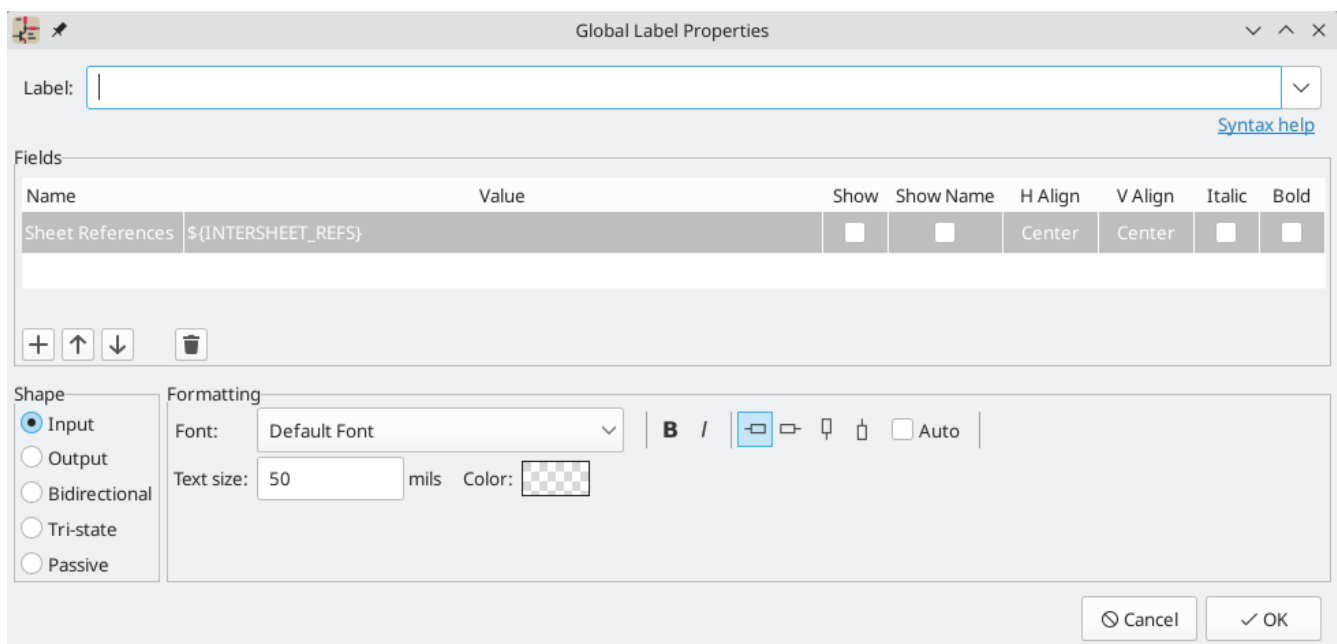 Global Label Properties
Label:
Syntax help
Fields
Name Value Show Show Name H Align V Align Italic Bold
Sheet References ${INTERSHEET_REFS} Center Center
Shape Formatting
Input Font: Default Font B I Auto
Output
Text size: 50 mils Color:
Bidirectional
Tri-state
Passive
Cancel OK